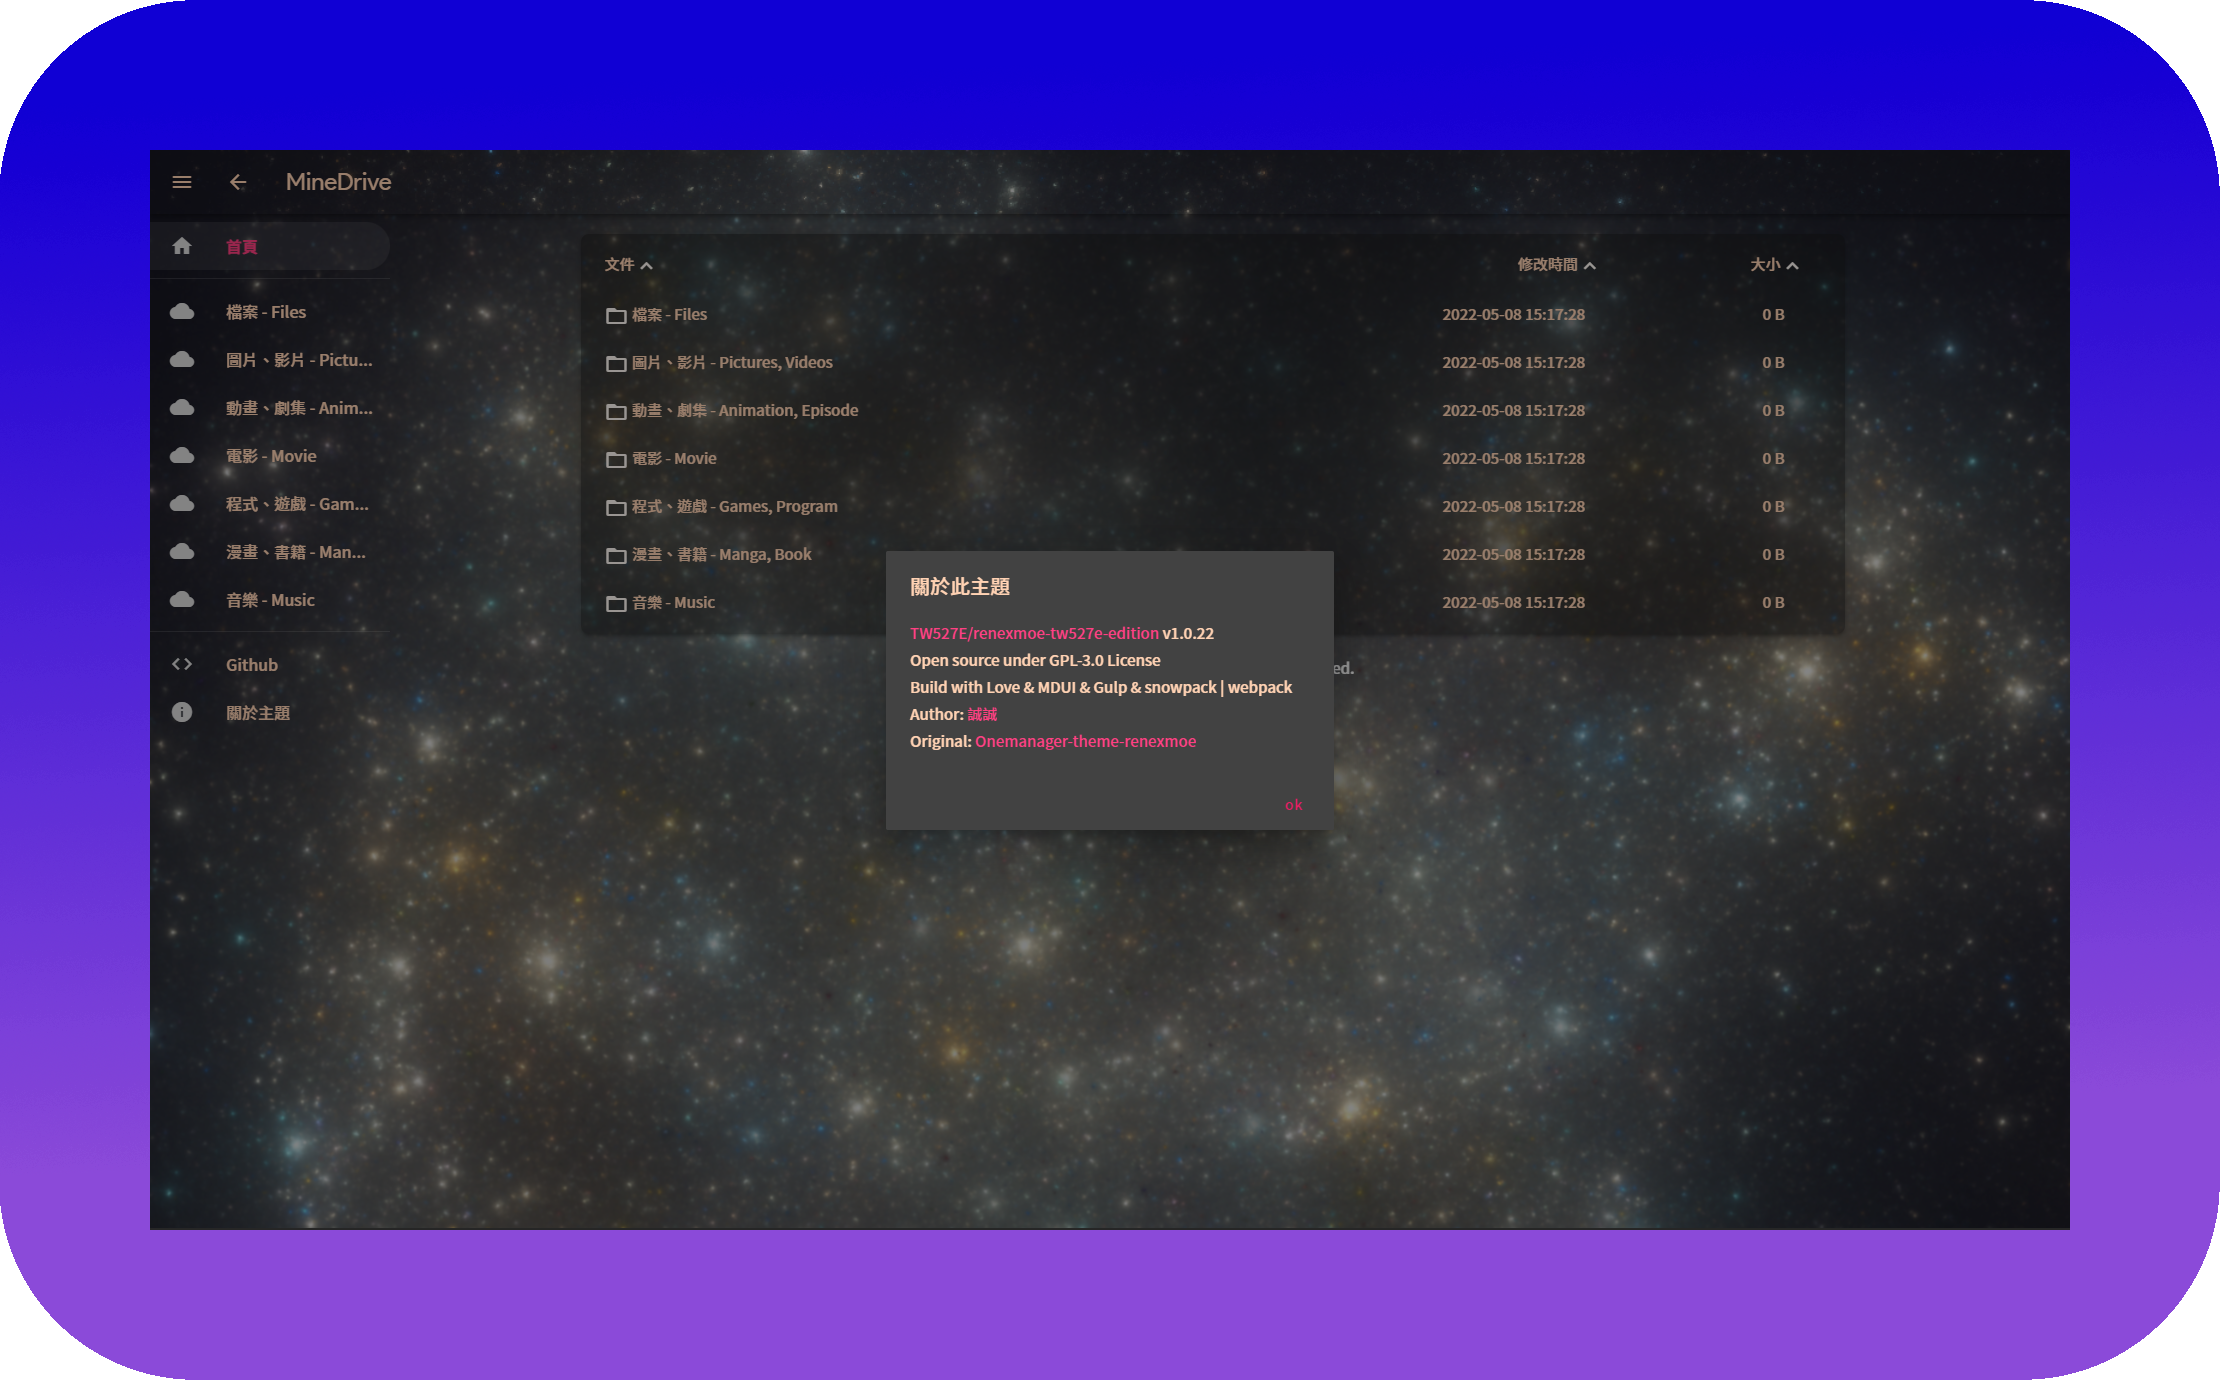 MineDrive
首頁
檔案 - Files
圖片、影片 - Pictu...
動畫、劇集 - Anim...
電影 - Movie
程式、遊戲 - Gam...
漫畫、書籍 - Man...
音樂 - Music
Github
關於主題
文件 修改時間 大小
檔案 - Files 2022-05-08 15:17:28 0 B
圖片、影片 - Pictures, Videos 2022-05-08 15:17:28 0 B
動畫、劇集 - Animation, Episode 2022-05-08 15:17:28 0 B
電影 - Movie 2022-05-08 15:17:28 0 B
程式、遊戲 - Games, Program 2022-05-08 15:17:28 0 B
漫畫、書籍 - Manga, Book 2022-05-08 15:17:28 0 B
音樂 - Music 2022-05-08 15:17:28 0 B
ed.
關於此主題
TW527E/renexmoe-tw527e-edition v1.0.22
Open source under GPL-3.0 License
Build with Love & MDUI & Gulp & snowpack | webpack
Author: 誠誠
Original: Onemanager-theme-renexmoe
ok